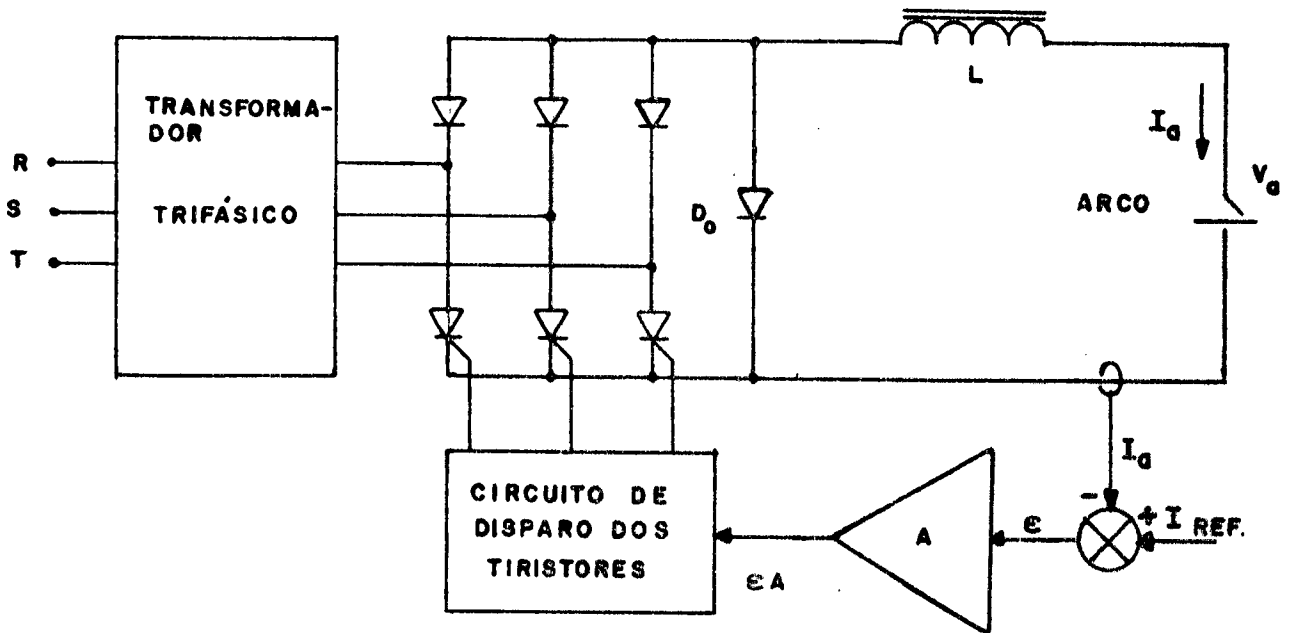 L
TRANSFORMA-
DOR
TRIFÁSICO
R
S
T
D₀
Iₐ
Vₐ
ARCO
Iₐ
CIRCUITO DE
DISPARO DOS
TIRISTORES
εA
A
ε
-
+ I REF.